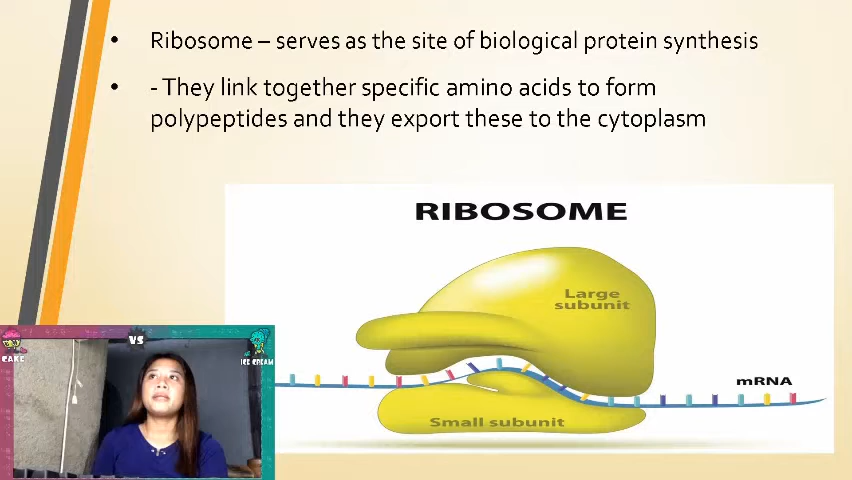 • Ribosome – serves as the site of biological protein synthesis
• - They link together specific amino acids to form
polypeptides and they export these to the cytoplasm
RIBOSOME
Large
subunit
mRNA
Small subunit
VS
CAKE
ICE CREAM